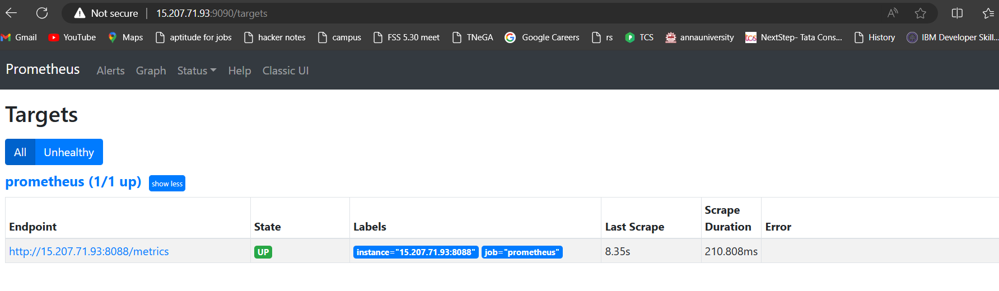 Not secure | 15.207.71.93:9090/targets
Gmail YouTube Maps aptitude for jobs hacker notes campus FSS 5.30 meet TNeGA Google Careers rs TCS annauniversity NextStep- Tata Cons... History IBM Developer Skill...
Prometheus Alerts Graph Status Help Classic UI
Targets
All Unhealthy
prometheus (1/1 up) show less
Endpoint State Labels Last Scrape Scrape Duration Error
http://15.207.71.93:8088/metrics UP instance="15.207.71.93:8088" job="prometheus" 8.35s 210.808ms